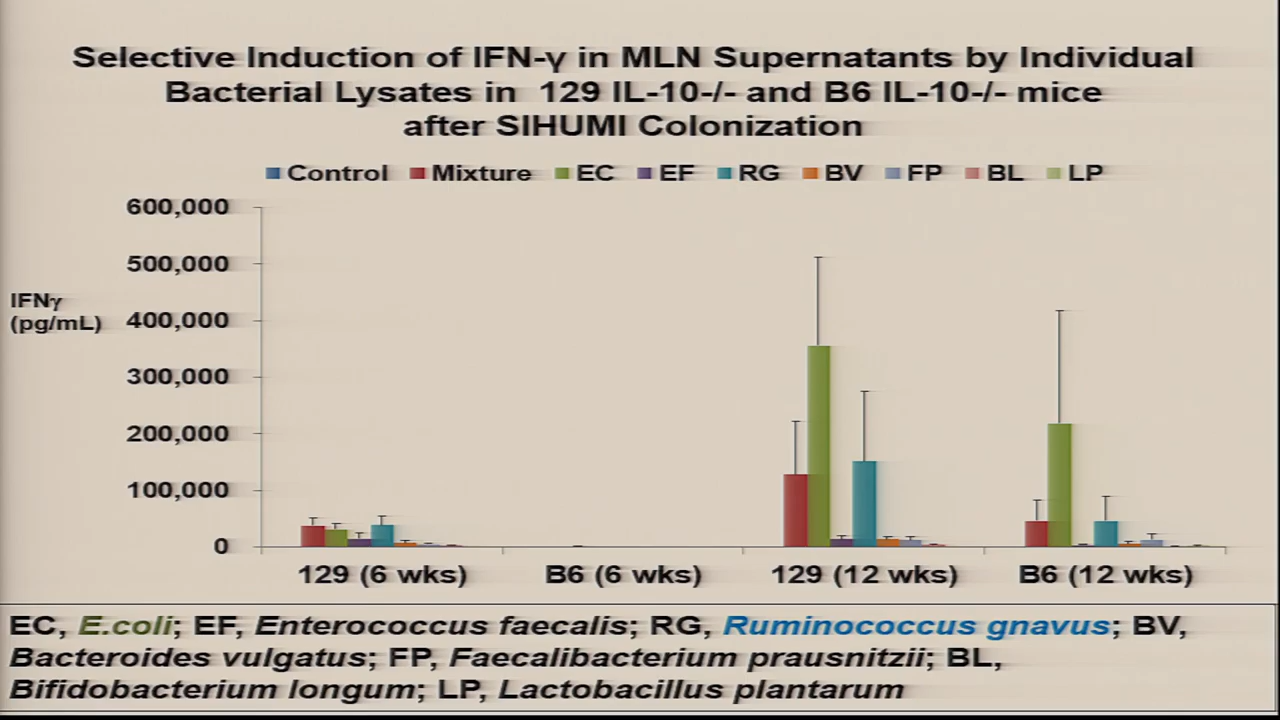 Selective Induction of IFN-γ in MLN Supernatants by Individual
Bacterial Lysates in 129 IL-10-/- and B6 IL-10-/- mice
after SIHUMI Colonization
Control Mixture EC EF RG BV FP BL LP
600,000
500,000
IFNγ
(pg/mL)
400,000
300,000
200,000
100,000
0
129 (6 wks) B6 (6 wks) 129 (12 wks) B6 (12 wks)
EC, E.coli; EF, Enterococcus faecalis; RG, Ruminococcus gnavus; BV,
Bacteroides vulgatus; FP, Faecalibacterium prausnitzii; BL,
Bifidobacterium longum; LP, Lactobacillus plantarum